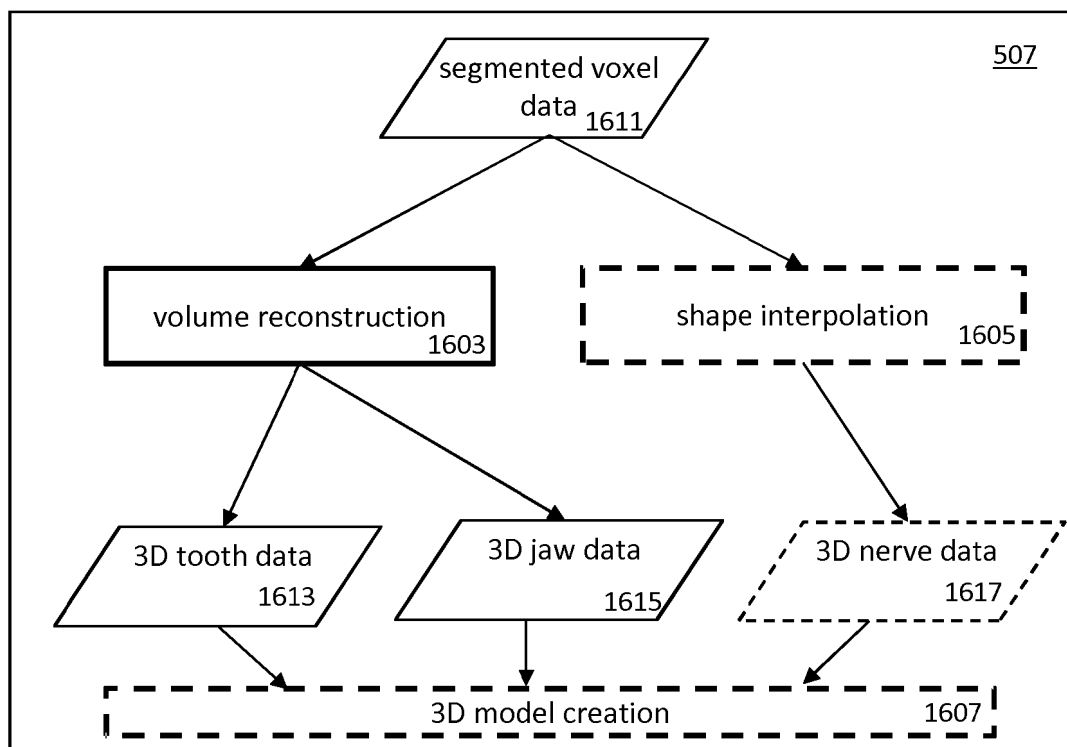 507
segmented voxel
data
1611
volume reconstruction
1603
shape interpolation
1605
3D tooth data
1613
3D jaw data
1615
3D nerve data
1617
3D model creation
1607